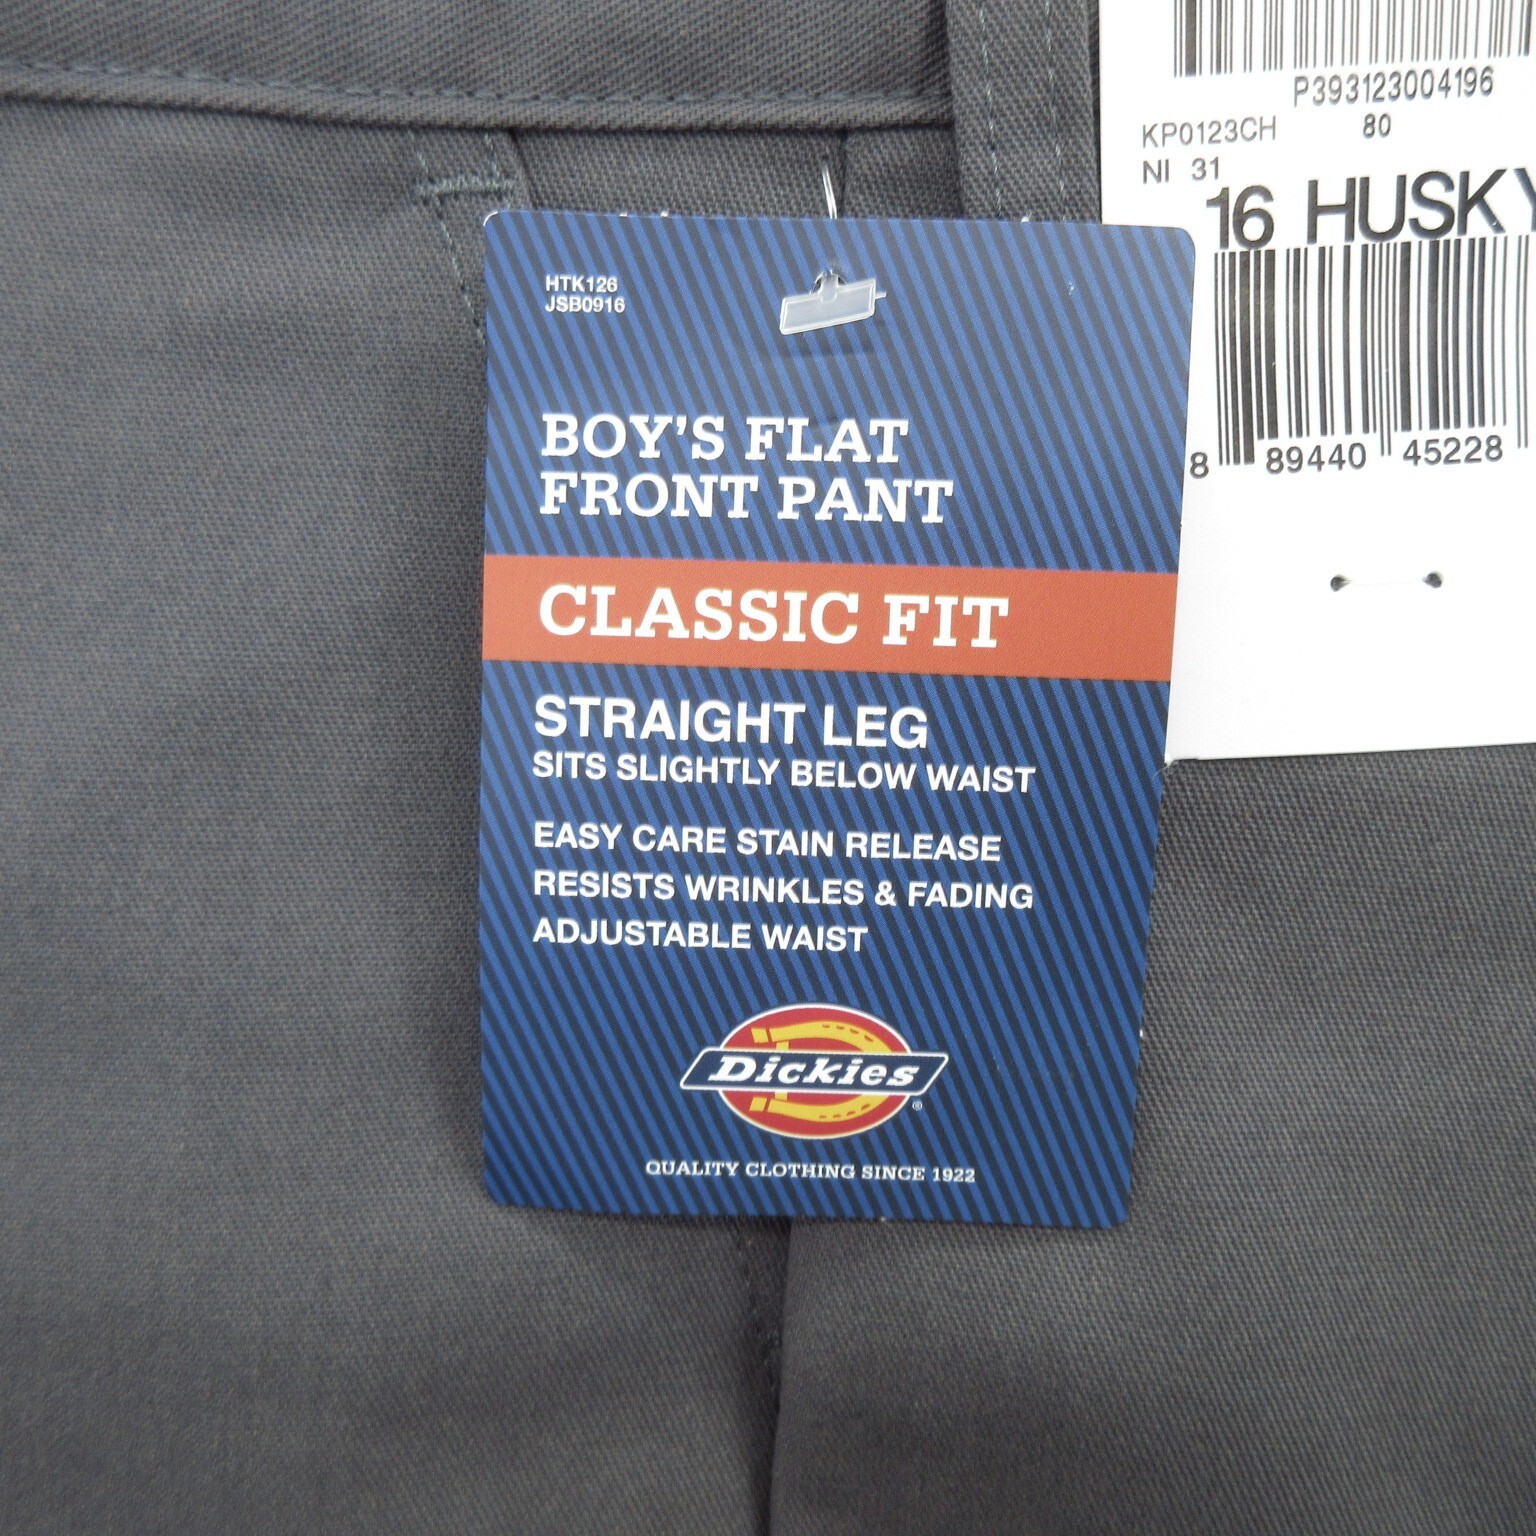 P393123004196
KP0123CH 80
NI 31
16 HUSKY
8 89440 45228
HTK126
JSB0916
BOY'S FLAT
FRONT PANT
CLASSIC FIT
STRAIGHT LEG
SITS SLIGHTLY BELOW WAIST
EASY CARE STAIN RELEASE
RESISTS WRINKLES & FADING
ADJUSTABLE WAIST
Dickies ®
QUALITY CLOTHING SINCE 1922